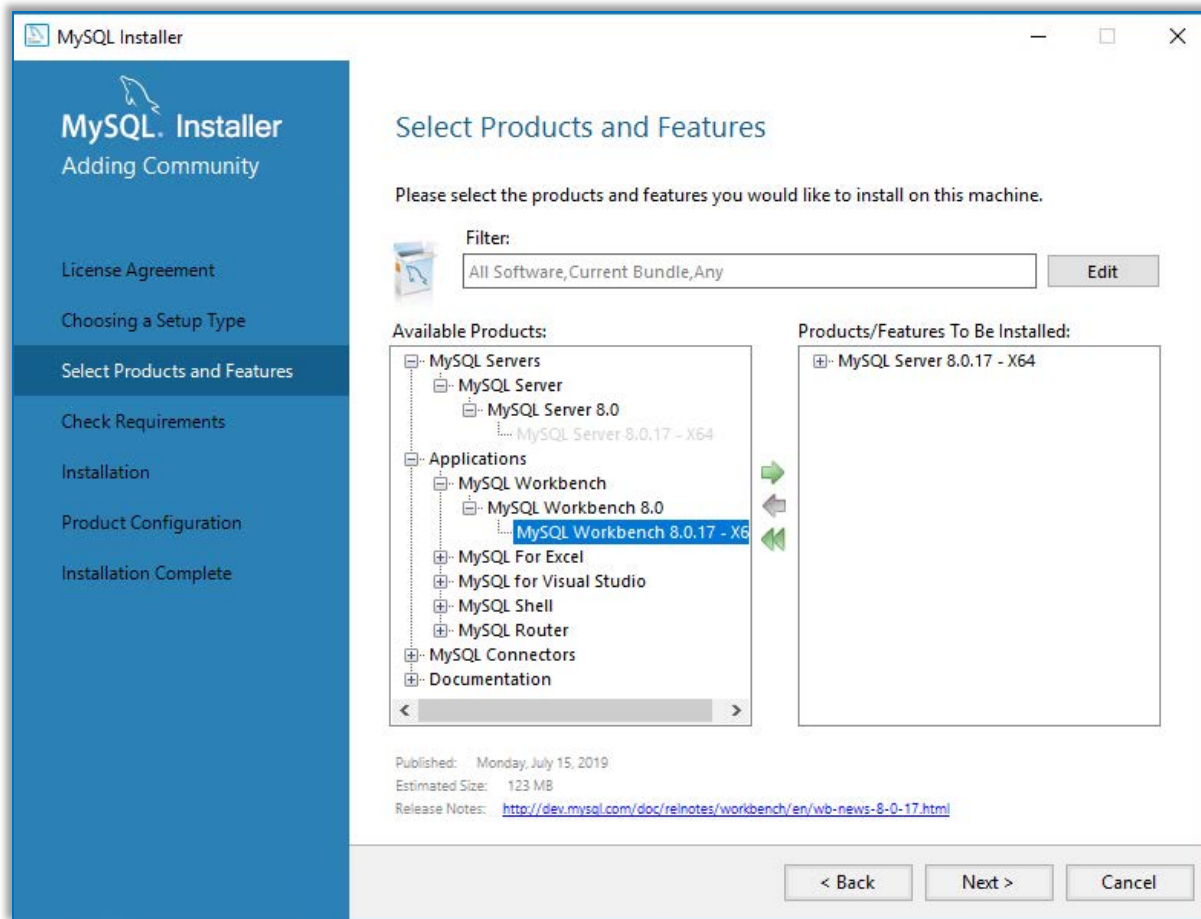 MySQL Installer
MySQL. Installer
Adding Community
License Agreement
Choosing a Setup Type
Select Products and Features
Check Requirements
Installation
Product Configuration
Installation Complete
Select Products and Features
Please select the products and features you would like to install on this machine.
Filter:
All Software,Current Bundle,Any
Edit
Available Products:
MySQL Servers
MySQL Server
MySQL Server 8.0
MySQL Server 8.0.17 - X64
Applications
MySQL Workbench
MySQL Workbench 8.0
MySQL Workbench 8.0.17 - X6
MySQL For Excel
MySQL for Visual Studio
MySQL Shell
MySQL Router
MySQL Connectors
Documentation
Products/Features To Be Installed:
MySQL Server 8.0.17 - X64
Published: Monday, July 15, 2019
Estimated Size: 123 MB
Release Notes: http://dev.mysql.com/doc/relnotes/workbench/en/wb-news-8-0-17.html
< Back
Next >
Cancel